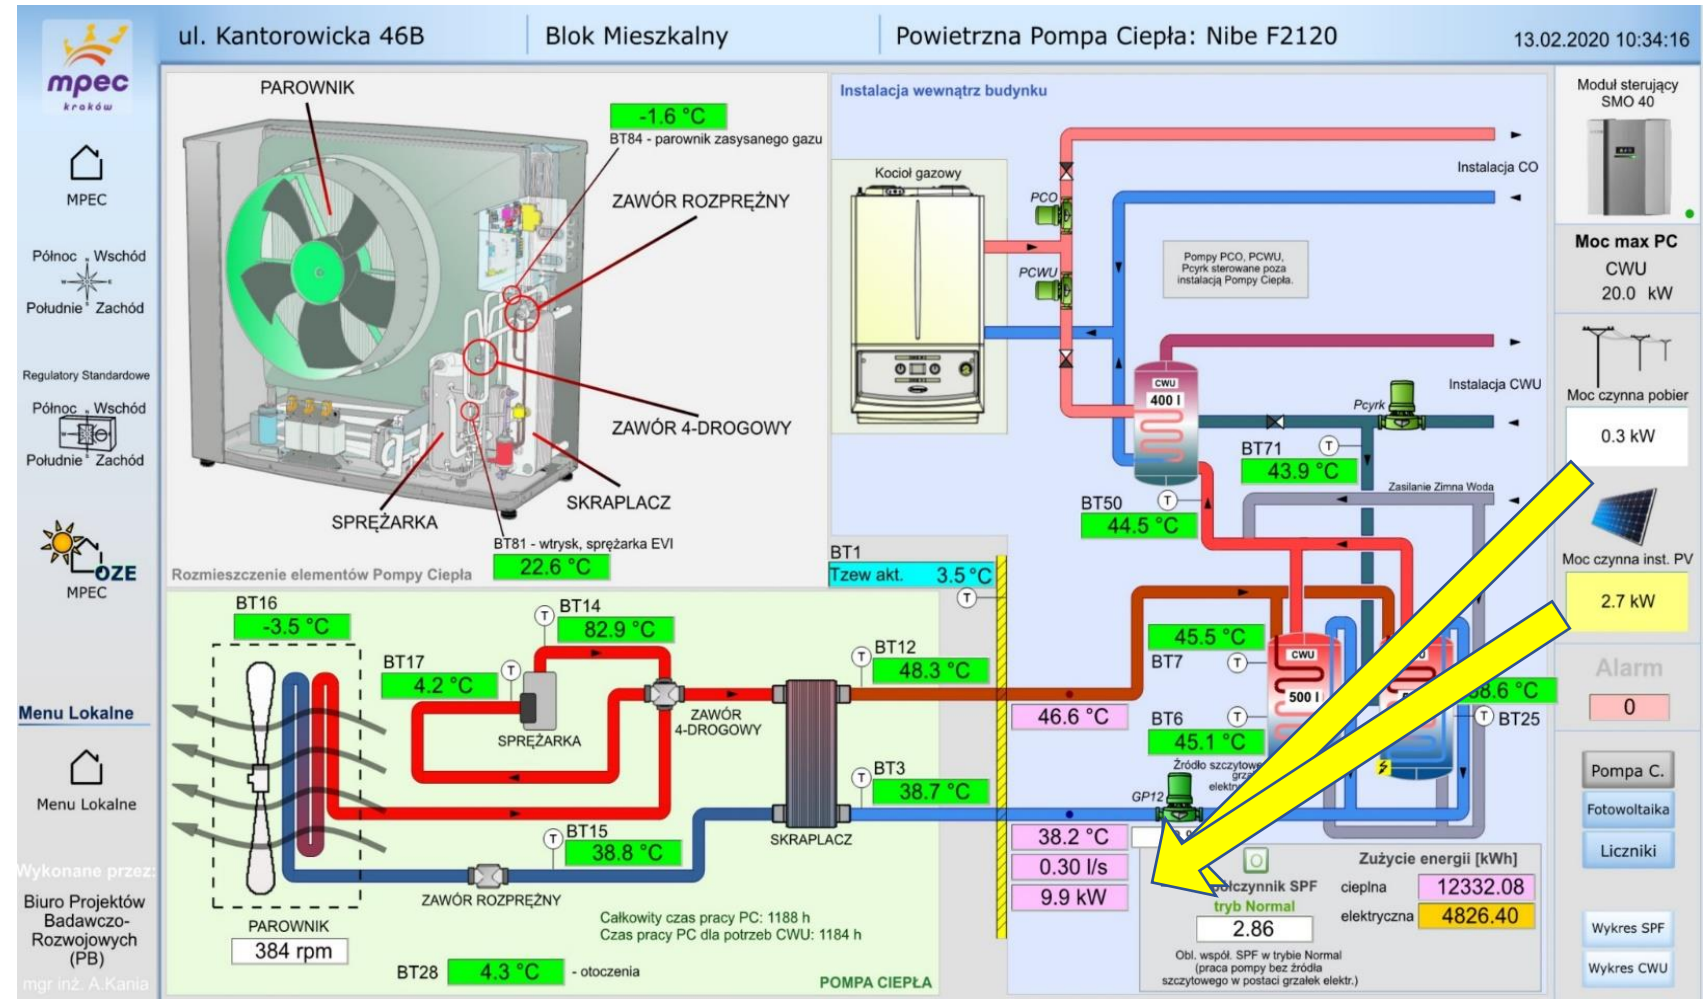 mpec
kraków
ul. Kantorowicka 46B
Blok Mieszkalny
Powietrzna Pompa Ciepła: Nibe F2120
13.02.2020 10:34:16
MPEC
Północ Wschód
Południe Zachód
Regulatory Standardowe
Północ Wschód
Południe Zachód
OZE
MPEC
Menu Lokalne
Menu Lokalne
Wykonane przez:
Biuro Projektów
Badawczo-
Rozwojowych
(PB)
mgr inż. A.Kania
PAROWNIK
-1.6 °C
BT84 - parownik zasysanego gazu
ZAWÓR ROZPRĘŻNY
ZAWÓR 4-DROGOWY
SKRAPLACZ
SPRĘŻARKA
BT81 - wtrysk, sprężarka EVI
22.6 °C
Rozmieszczenie elementów Pompy Ciepła
Instalacja wewnątrz budynku
Kocioł gazowy
PCO
PCWU
Pompy PCO, PCWU,
Pcyrk sterowane poza
instalacją Pompy Ciepła.
Instalacja CO
CWU
400 l
Instalacja CWU
Pcyrk
BT71
T
43.9 °C
BT50
T
44.5 °C
Zasilanie Zimna Woda
BT1
Tzew akt. 3.5 °C
T
BT16
-3.5 °C
BT14
T
82.9 °C
BT17
T
4.2 °C
SPRĘŻARKA
ZAWÓR
4-DROGOWY
BT12
T
48.3 °C
BT3
T
38.7 °C
SKRAPLACZ
BT15
T
38.8 °C
ZAWÓR ROZPRĘŻNY
PAROWNIK
384 rpm
Całkowity czas pracy PC: 1188 h
Czas pracy PC dla potrzeb CWU: 1184 h
BT28
4.3 °C
- otoczenia
POMPA CIEPŁA
46.6 °C
38.2 °C
0.30 l/s
9.9 kW
45.5 °C
BT7
T
CWU
500 l
BT6
T
45.1 °C
8.6 °C
T
BT25
Źródło szczytowe
GP12
SPF
tryb Normal
2.86
Obl. współ. SPF w trybie Normal
(praca pompy bez źródła
szczytowego w postaci grzałek elektr.)
Zużycie energii [kWh]
cieplna
12332.08
elektryczna
4826.40
Moduł sterujący
SMO 40
Moc max PC
CWU
20.0 kW
Moc czynna pobier
0.3 kW
Moc czynna inst. PV
2.7 kW
Alarm
0
Pompa C.
Fotowoltaika
Liczniki
Wykres SPF
Wykres CWU